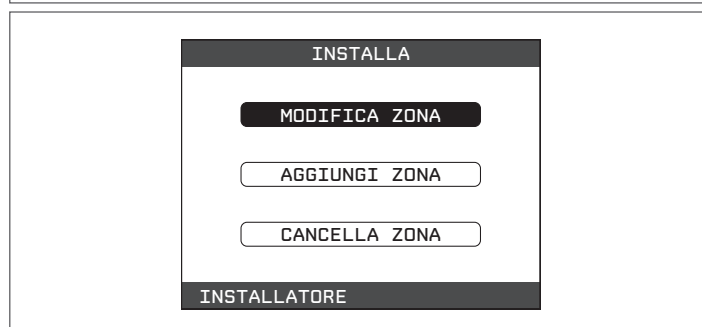 INSTALLA
MODIFICA ZONA
AGGIUNGI ZONA
CANCELLA ZONA
INSTALLATORE